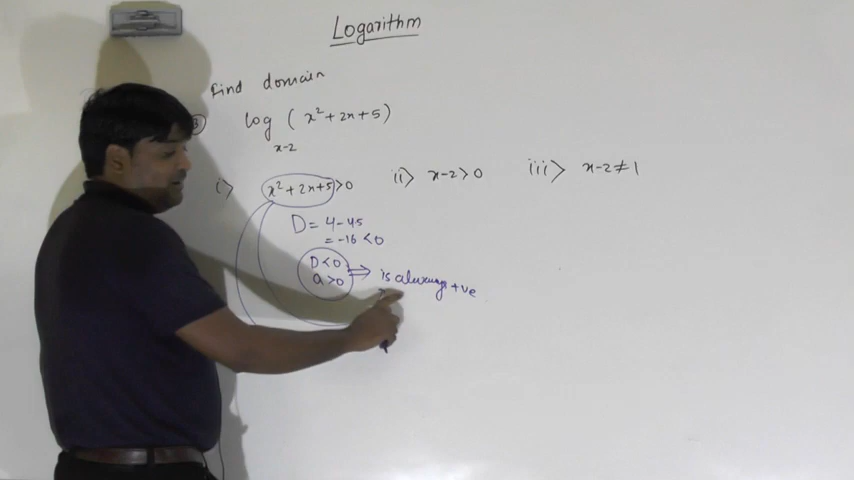 Logarithm
Find domain
3) log x-2 ( x² + 2x + 5 )
i> x² + 2x + 5 > 0 ii> x-2 > 0 iii> x-2 ≠ 1
D = 4-4.5
= -16 < 0
D < 0
a > 0 ⇒ is always +ve